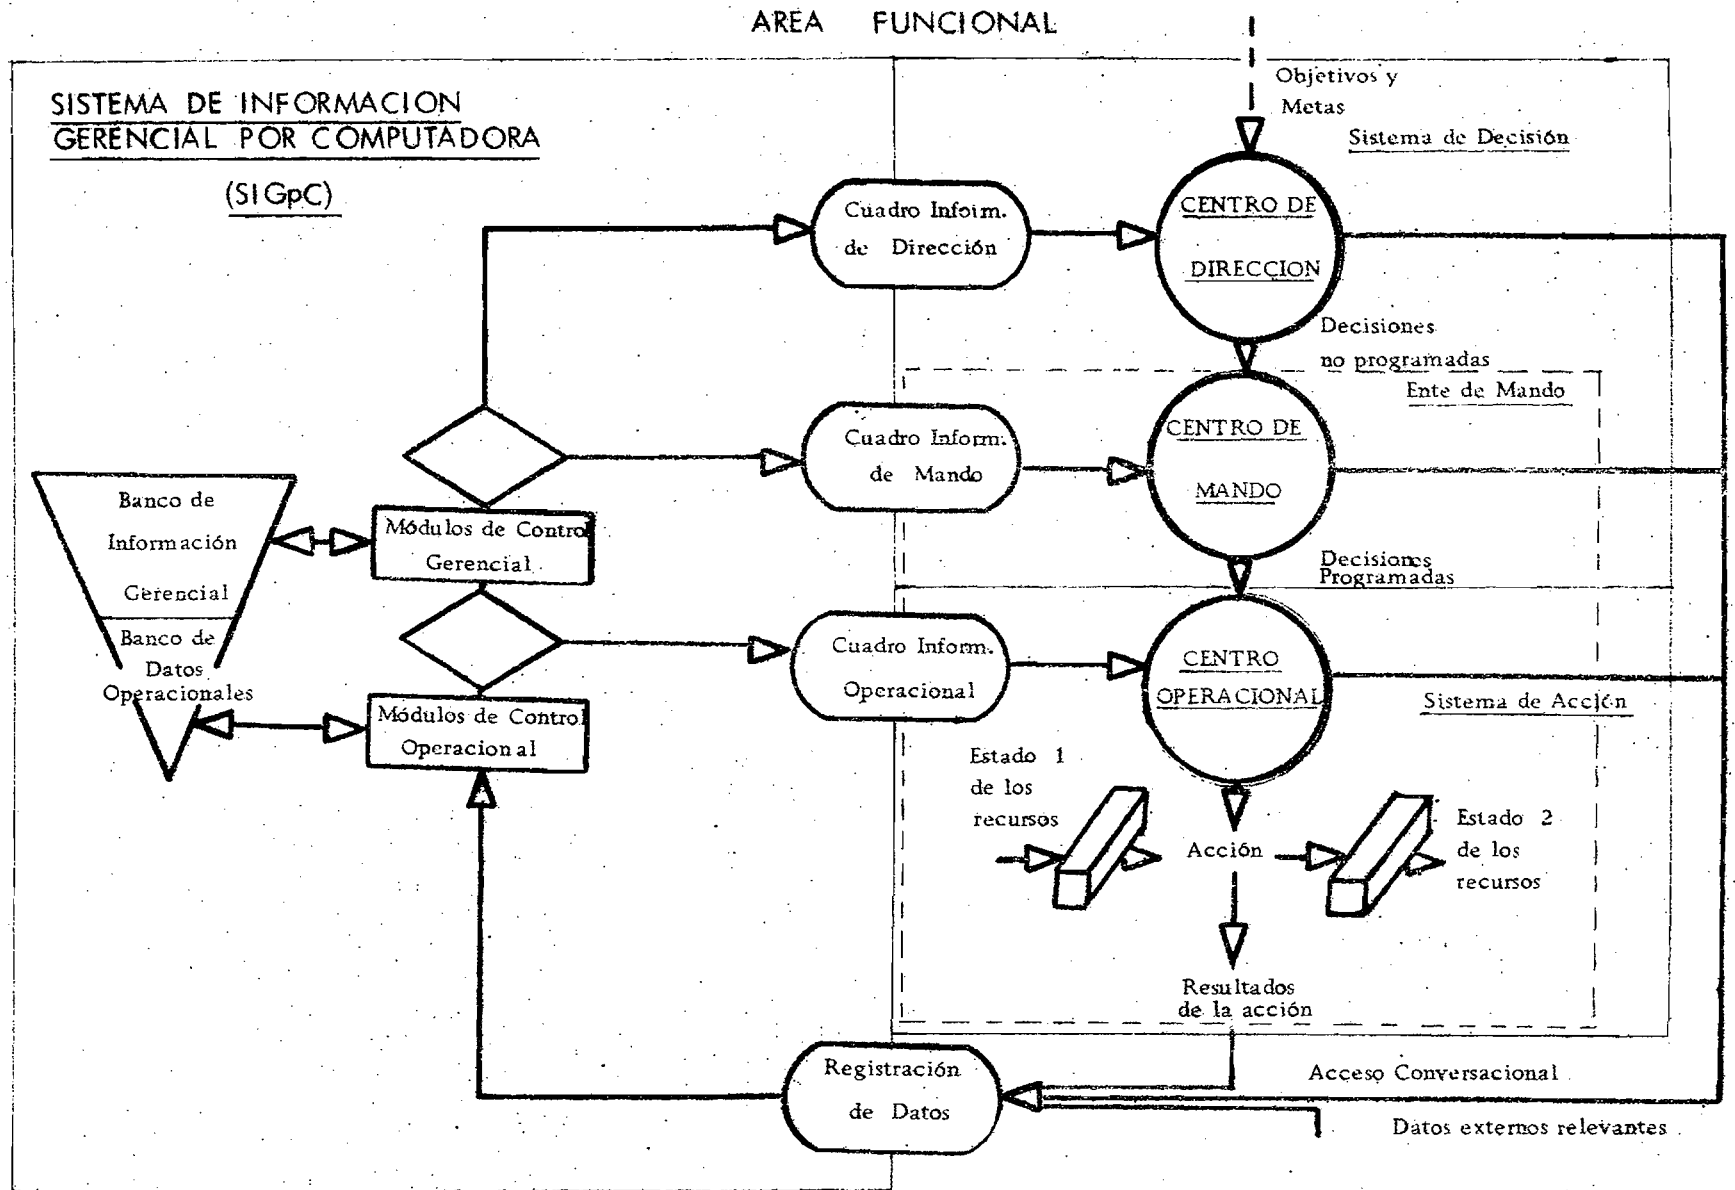 AREA FUNCIONAL
SISTEMA DE INFORMACION
GERENCIAL POR COMPUTADORA
(SIGpC)
Objetivos y
Metas
Sistema de Decisión
Cuadro Inform.
de Dirección
CENTRO DE
DIRECCION
Decisiones
no programadas
Ente de Mando
Cuadro Inform.
de Mando
CENTRO DE
MANDO
Banco de
Información
Gerencial
Módulos de Control
Gerencial
Decisiones
Programadas
Banco de
Datos
Operacionales
Cuadro Inform.
Operacional
CENTRO
OPERACIONAL
Sistema de Acción
Módulos de Control
Operacional
Estado 1
de los
recursos
Acción
Estado 2
de los
recursos
Resultados
de la acción
Registración
de Datos
Acceso Conversacional
Datos externos relevantes